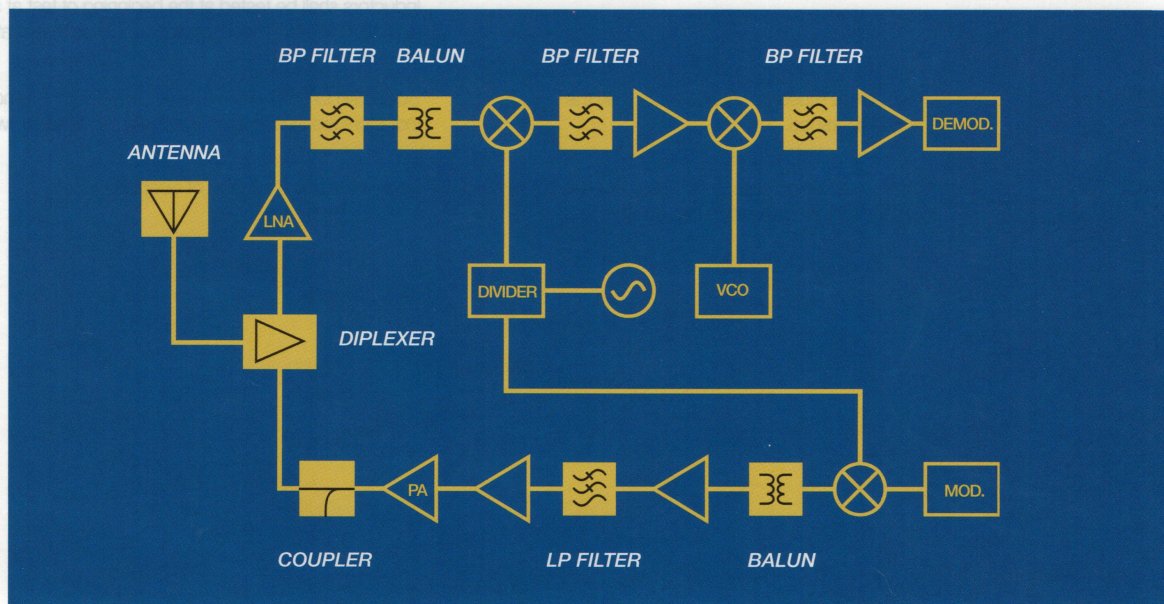 BP FILTER BALUN BP FILTER BP FILTER
DEMOD.
ANTENNA
LNA
DIVIDER VCO
DIPLEXER
PA MOD.
COUPLER LP FILTER BALUN